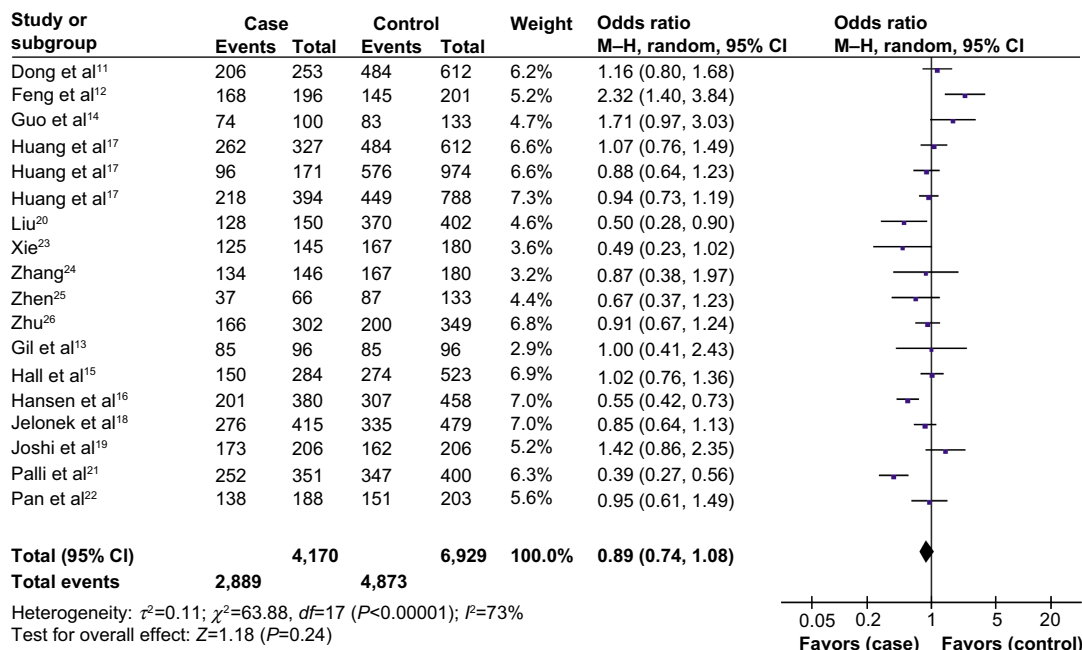 Study or subgroup Case Control Weight Odds ratio Odds ratio
Events Total Events Total M–H, random, 95% CI M–H, random, 95% CI
Dong et al¹¹ 206 253 484 612 6.2% 1.16 (0.80, 1.68)
Feng et al¹² 168 196 145 201 5.2% 2.32 (1.40, 3.84)
Guo et al¹⁴ 74 100 83 133 4.7% 1.71 (0.97, 3.03)
Huang et al¹⁷ 262 327 484 612 6.6% 1.07 (0.76, 1.49)
Huang et al¹⁷ 96 171 576 974 6.6% 0.88 (0.64, 1.23)
Huang et al¹⁷ 218 394 449 788 7.3% 0.94 (0.73, 1.19)
Liu²⁰ 128 150 370 402 4.6% 0.50 (0.28, 0.90)
Xie²³ 125 145 167 180 3.6% 0.49 (0.23, 1.02)
Zhang²⁴ 134 146 167 180 3.2% 0.87 (0.38, 1.97)
Zhen²⁵ 37 66 87 133 4.4% 0.67 (0.37, 1.23)
Zhu²⁶ 166 302 200 349 6.8% 0.91 (0.67, 1.24)
Gil et al¹³ 85 96 85 96 2.9% 1.00 (0.41, 2.43)
Hall et al¹⁵ 150 284 274 523 6.9% 1.02 (0.76, 1.36)
Hansen et al¹⁶ 201 380 307 458 7.0% 0.55 (0.42, 0.73)
Jelonek et al¹⁸ 276 415 335 479 7.0% 0.85 (0.64, 1.13)
Joshi et al¹⁹ 173 206 162 206 5.2% 1.42 (0.86, 2.35)
Palli et al²¹ 252 351 347 400 6.3% 0.39 (0.27, 0.56)
Pan et al²² 138 188 151 203 5.6% 0.95 (0.61, 1.49)
Total (95% CI) 4,170 6,929 100.0% 0.89 (0.74, 1.08)
Total events 2,889 4,873
Heterogeneity: τ²=0.11; χ²=63.88, df=17 (P<0.00001); I²=73%
Test for overall effect: Z=1.18 (P=0.24)
0.05 0.2 1 5 20
Favors (case) Favors (control)